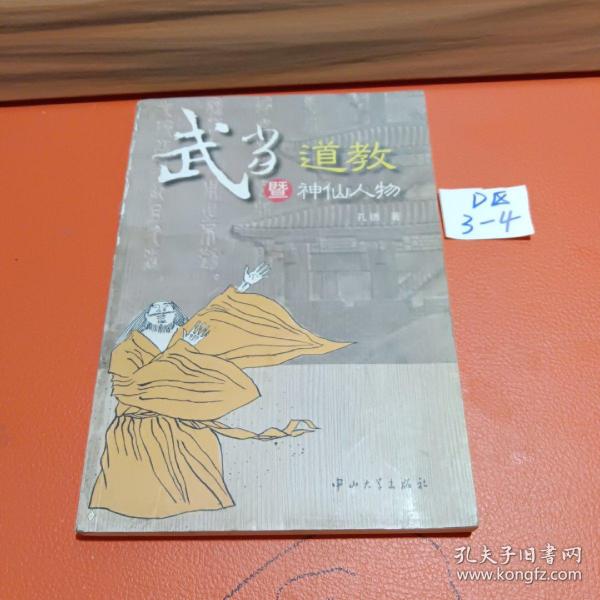 武当道教
暨神仙人物
孔德 著
D区
3-4
中山大学出版社
孔夫子旧书网
www.kongfz.com